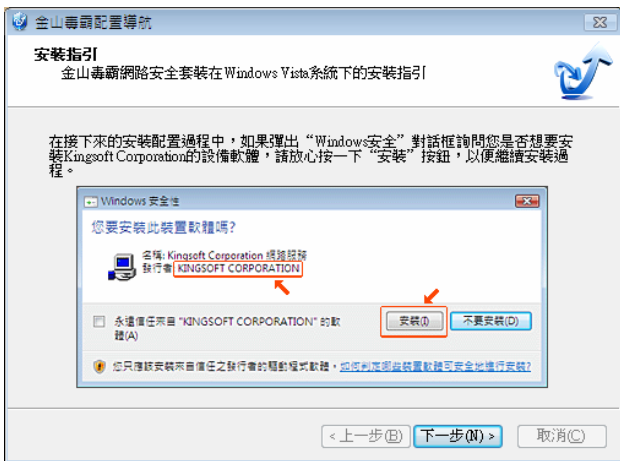 金山毒霸配置導航
安裝指引
金山毒霸網路安全套裝在Windows Vista系統下的安裝指引
在接下來的安裝配置過程中，如果彈出“Windows安全”對話框詢問您是否想要安
裝Kingsoft Corporation的設備軟體，請放心按一下“安裝”按鈕，以便繼續安裝過
程。
Windows 安全性
您要安裝此裝置軟體嗎?
名稱: Kingsoft Corporation 網路服務
發行者 KINGSOFT CORPORATION
永遠信任來自 "KINGSOFT CORPORATION" 的軟
體(A)
安裝(I)
不要安裝(D)
您只應該安裝來自信任之發行者的驅動程式軟體，如何判定哪些裝置軟體可安全地進行安裝?
<上一步(B)
下一步(N) >
取消(C)